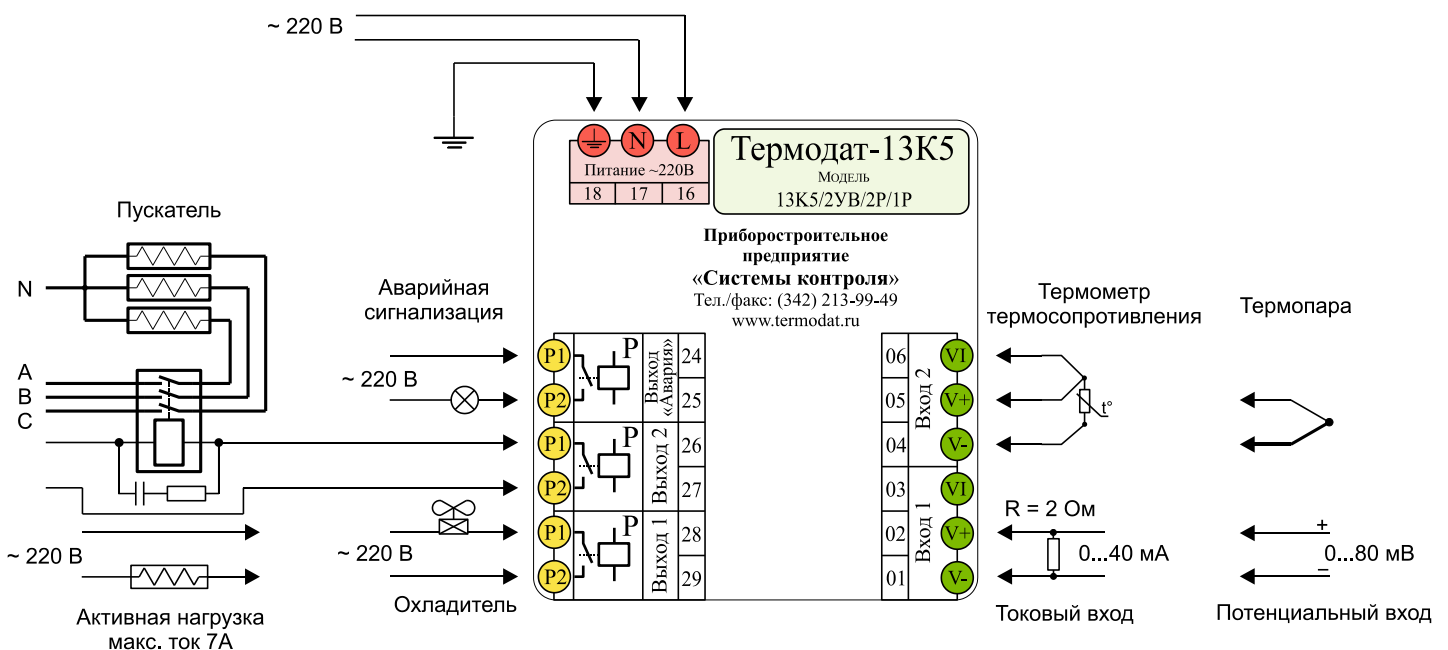 ~ 220 В
N
L
Питание ~220В
18
17
16
Термодат-13К5
Модель
13К5/2УВ/2Р/1Р
Приборостроительное
предприятие
«Системы контроля»
Тел./факс: (342) 213-99-49
www.termodat.ru
Пускатель
N
A
B
C
~ 220 В
Активная нагрузка
макс. ток 7А
Аварийная
сигнализация
~ 220 В
~ 220 В
Охладитель
P1
P2
P1
P2
P1
P2
Р
Р
Р
Выход
«Авария»
Выход 2
Выход 1
24
25
26
27
28
29
06
05
04
03
02
01
Вход 2
Вход 1
VI
V+
V-
VI
V+
V-
Термометр
термосопротивления
t°
R = 2 Ом
0...40 мА
Токовый вход
Термопара
+
0...80 мВ
–
Потенциальный вход